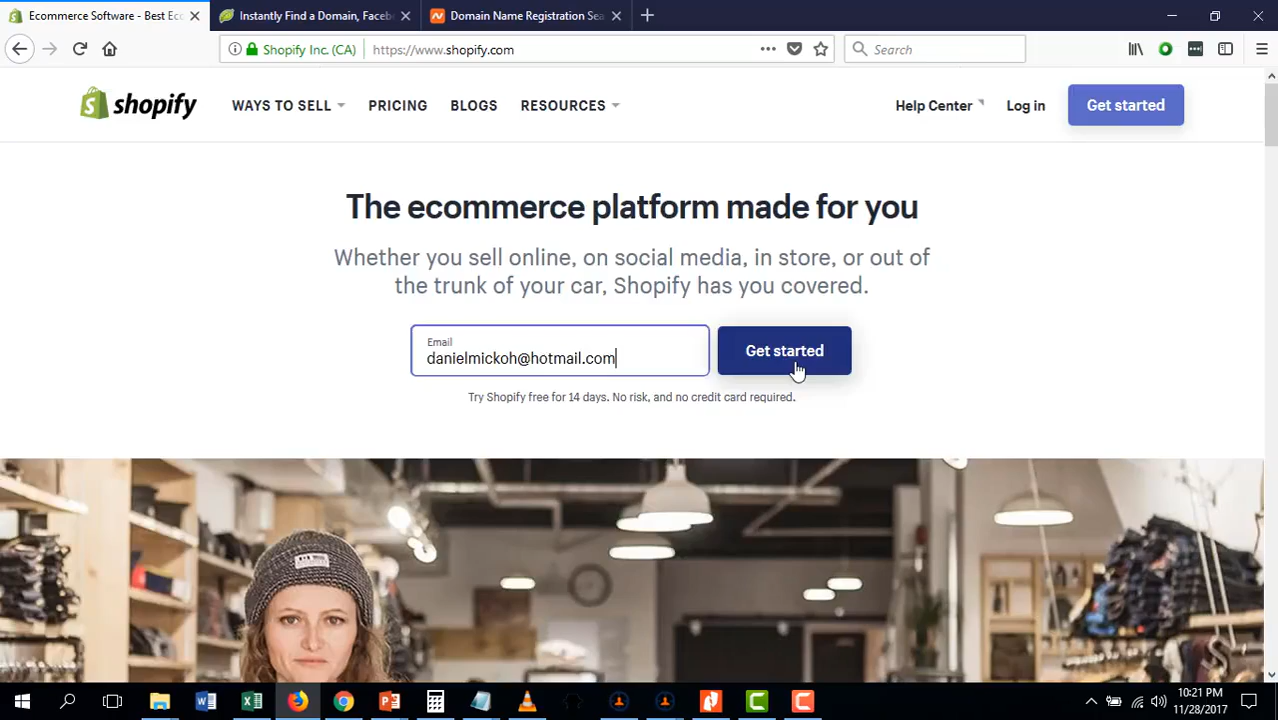 Ecommerce Software - Best Ec
Instantly Find a Domain, Faceb
Domain Name Registration Sea
Shopify Inc. (CA)
https://www.shopify.com
Search
shopify
WAYS TO SELL
PRICING
BLOGS
RESOURCES
Help Center
Log in
Get started
The ecommerce platform made for you
Whether you sell online, on social media, in store, or out of
the trunk of your car, Shopify has you covered.
Email
danielmickoh@hotmail.com
Get started
Try Shopify free for 14 days. No risk, and no credit card required.
10:21 PM
11/28/2017